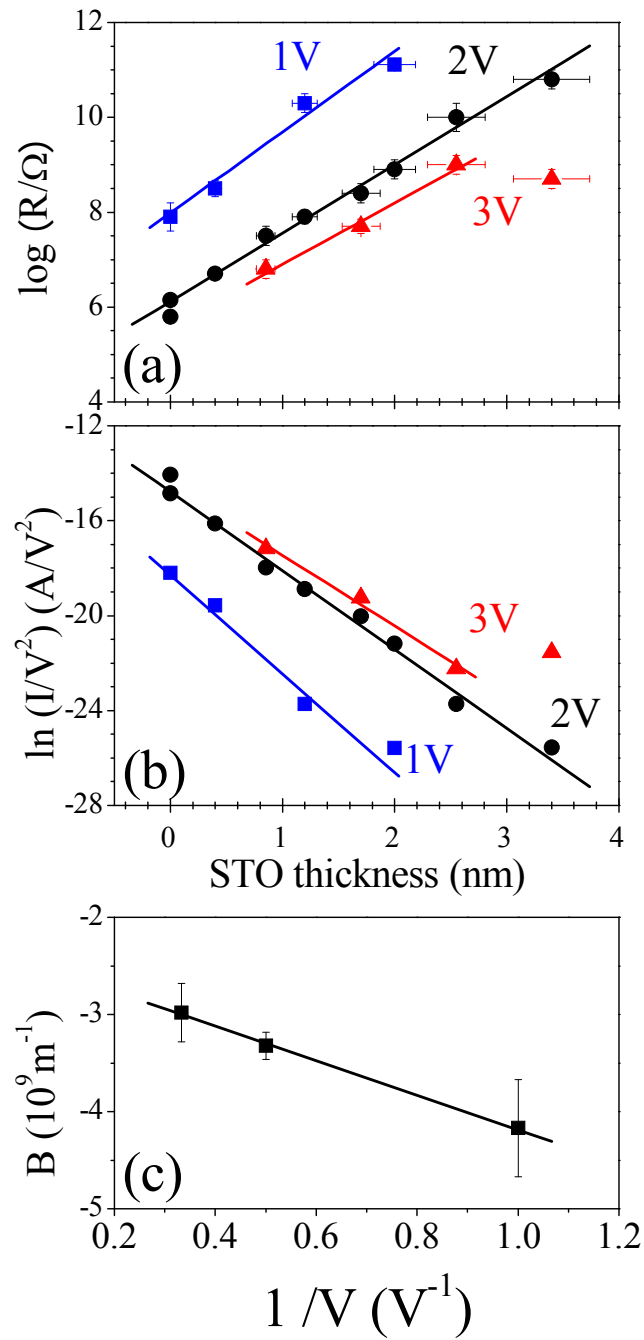 12
10
8
6
4
log (R/Ω)
1V
2V
3V
(a)
-12
-16
-20
-24
-28
ln (I/V²) (A/V²)
3V
2V
1V
(b)
0 1 2 3 4
STO thickness (nm)
-2
-3
-4
-5
B (10⁹m⁻¹)
(c)
0.2 0.4 0.6 0.8 1.0
1 /V (V⁻¹)